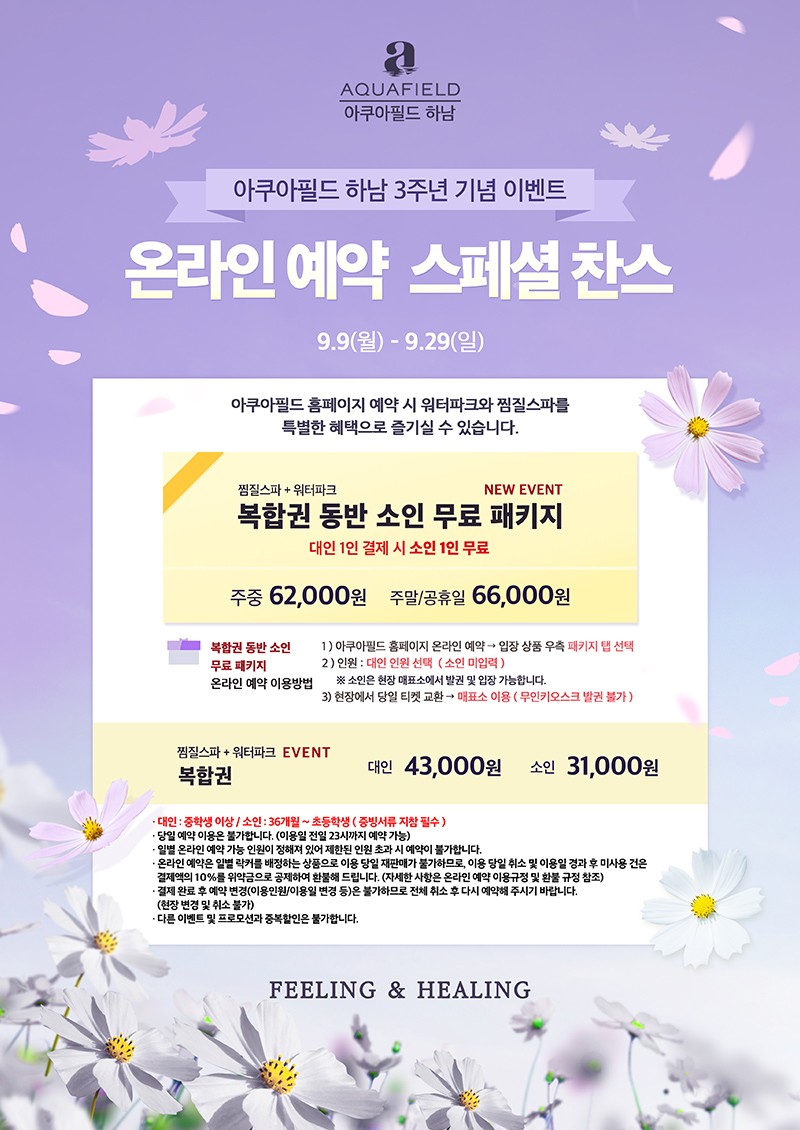 a
AQUAFIELD
아쿠아필드 하남
아쿠아필드 하남 3주년 기념 이벤트
온라인 예약 스페셜 찬스
9.9(월) - 9.29(일)
아쿠아필드 홈페이지 예약 시 워터파크와 찜질스파를
특별한 혜택으로 즐기실 수 있습니다.
찜질스파 + 워터파크 NEW EVENT
복합권 동반 소인 무료 패키지
대인 1인 결제 시 소인 1인 무료
주중 62,000원 주말/공휴일 66,000원
복합권 동반 소인
무료 패키지
온라인 예약 이용방법
1 ) 아쿠아필드 홈페이지 온라인 예약 → 입장 상품 우측 패키지 탭 선택
2 ) 인원 : 대인 인원 선택 ( 소인 미입력 )
※ 소인은 현장 매표소에서 발권 및 입장 가능합니다.
3) 현장에서 당일 티켓 교환 → 매표소 이용 ( 무인키오스크 발권 불가 )
찜질스파 + 워터파크 EVENT
복합권
대인 43,000원 소인 31,000원
· 대인 : 중학생 이상 / 소인 : 36개월 ~ 초등학생 ( 증빙서류 지참 필수 )
· 당일 예약 이용은 불가합니다. (이용일 전일 23시까지 예약 가능)
· 일별 온라인 예약 가능 인원이 정해져 있어 제한된 인원 초과 시 예약이 불가합니다.
· 온라인 예약은 일별 락커를 배정하는 상품으로 이용 당일 재판매가 불가하므로, 이용 당일 취소 및 이용일 경과 후 미사용 건은
결제액의 10%를 위약금으로 공제하여 환불해 드립니다. (자세한 사항은 온라인 예약 이용규정 및 환불 규정 참조)
· 결제 완료 후 예약 변경(이용인원/이용일 변경 등)은 불가하므로 전체 취소 후 다시 예약해 주시기 바랍니다.
(현장 변경 및 취소 불가)
· 다른 이벤트 및 프로모션과 중복할인은 불가합니다.
FEELING & HEALING